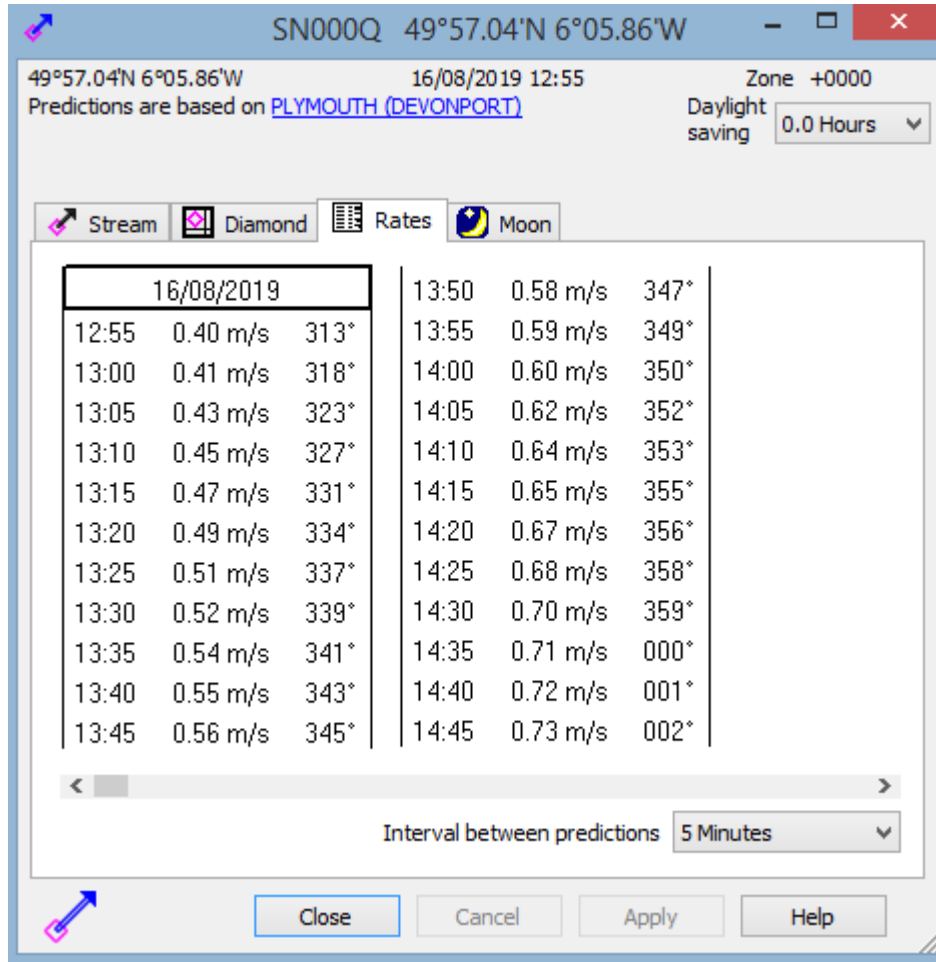 SN000Q 49°57.04'N 6°05.86'W
49°57.04'N 6°05.86'W 16/08/2019 12:55 Zone +0000
Predictions are based on PLYMOUTH (DEVONPORT)
Daylight saving 0.0 Hours
Stream Diamond Rates Moon
16/08/2019
12:55 0.40 m/s 313°
13:00 0.41 m/s 318°
13:05 0.43 m/s 323°
13:10 0.45 m/s 327°
13:15 0.47 m/s 331°
13:20 0.49 m/s 334°
13:25 0.51 m/s 337°
13:30 0.52 m/s 339°
13:35 0.54 m/s 341°
13:40 0.55 m/s 343°
13:45 0.56 m/s 345°
13:50 0.58 m/s 347°
13:55 0.59 m/s 349°
14:00 0.60 m/s 350°
14:05 0.62 m/s 352°
14:10 0.64 m/s 353°
14:15 0.65 m/s 355°
14:20 0.67 m/s 356°
14:25 0.68 m/s 358°
14:30 0.70 m/s 359°
14:35 0.71 m/s 000°
14:40 0.72 m/s 001°
14:45 0.73 m/s 002°
Interval between predictions 5 Minutes
Close Cancel Apply Help